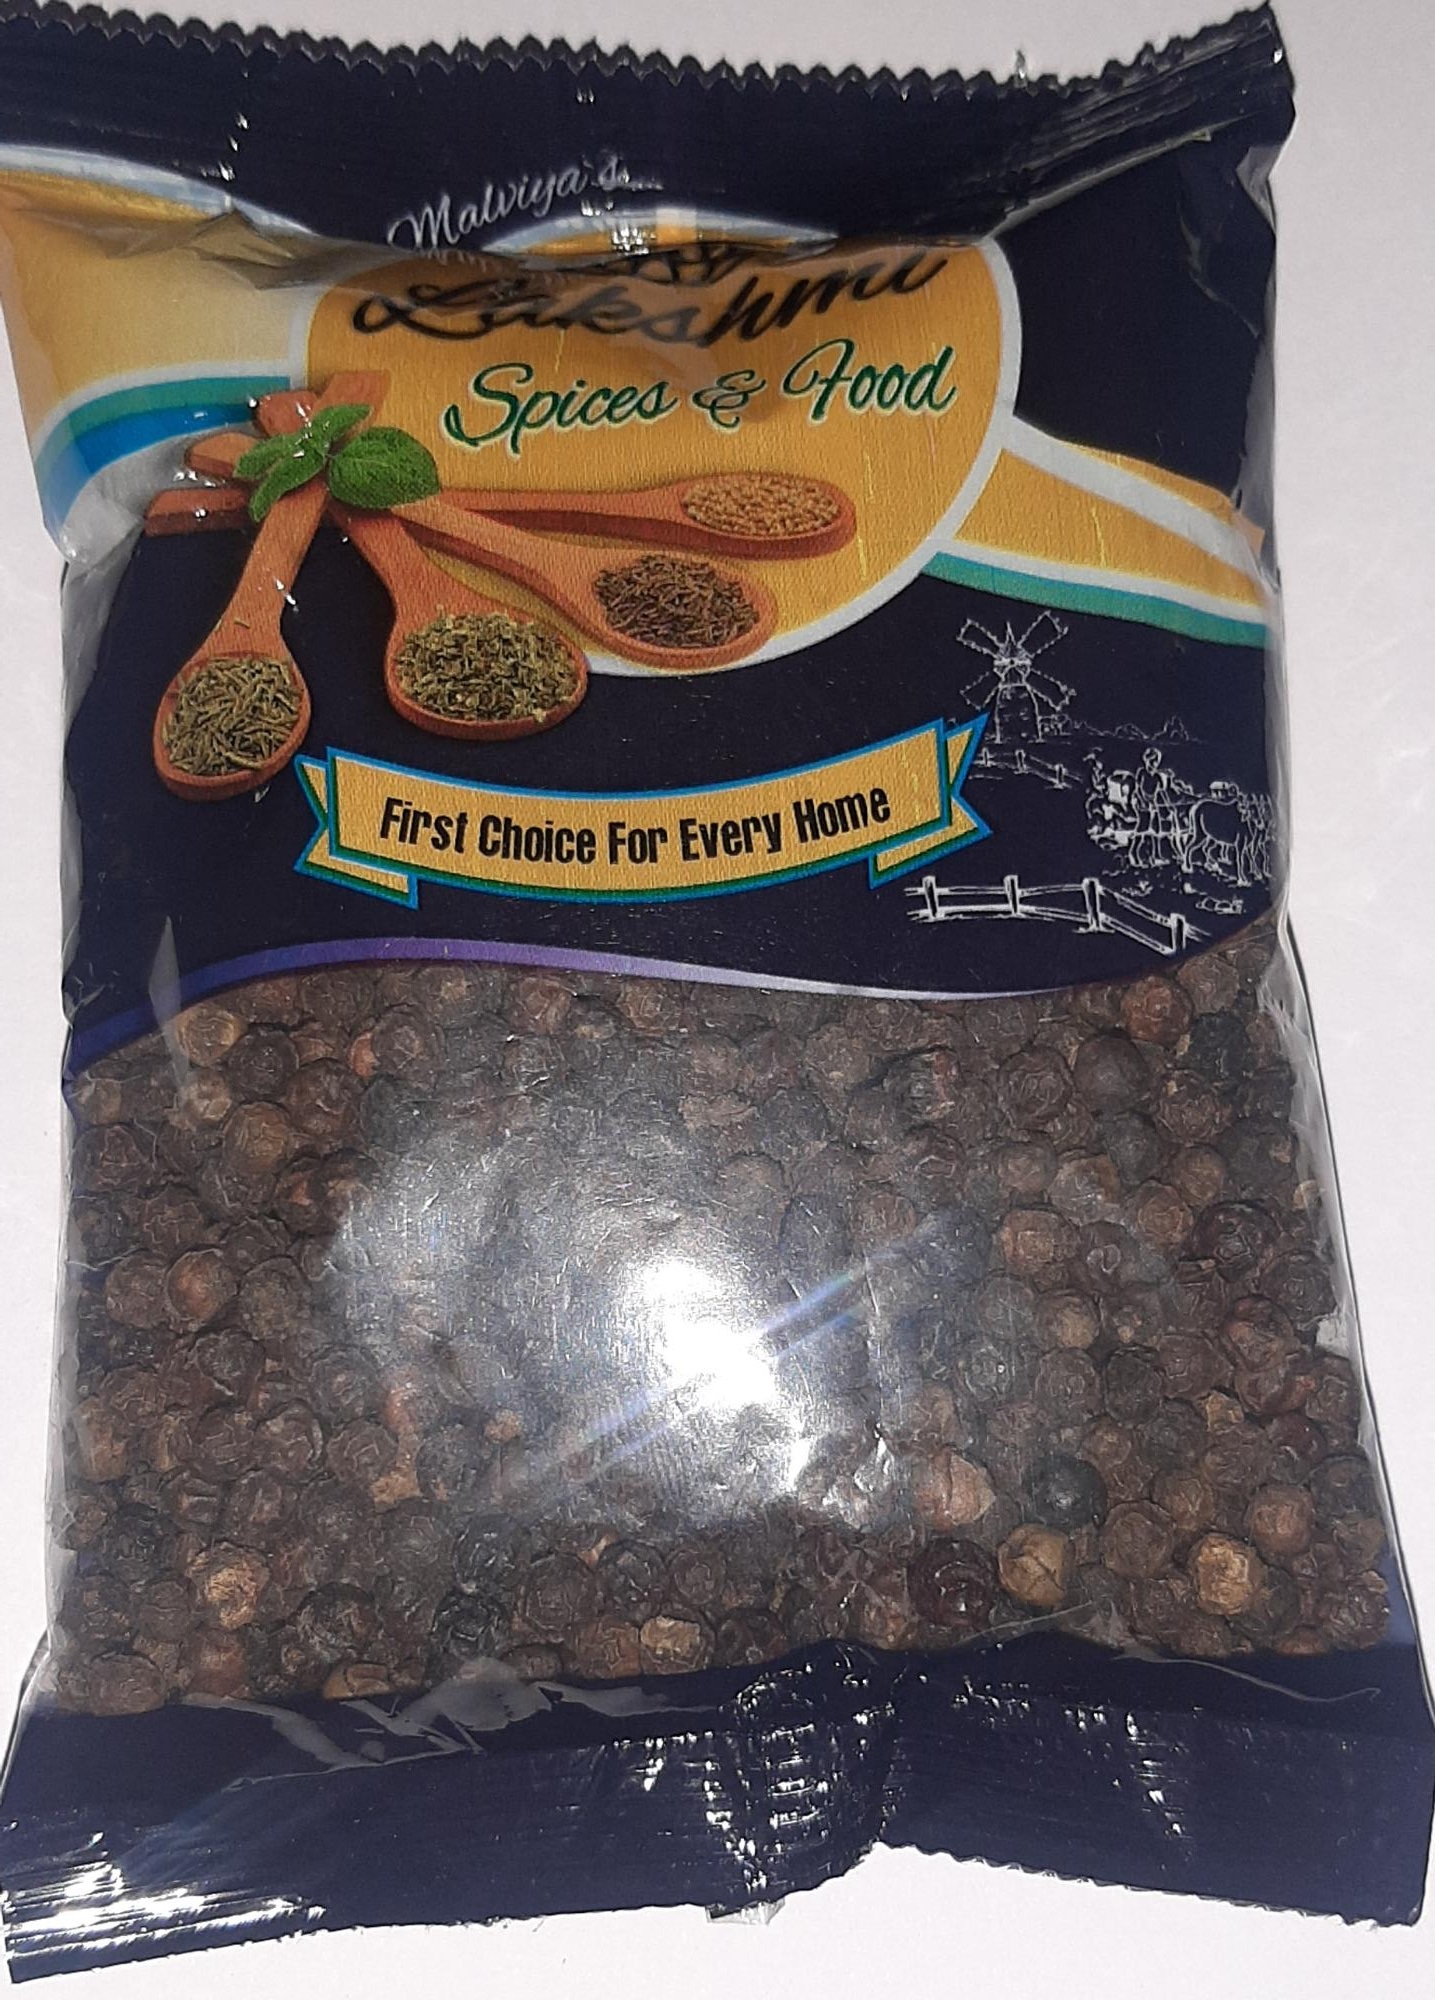 Malviya's
Lakshmi
Spices & Food
First Choice For Every Home